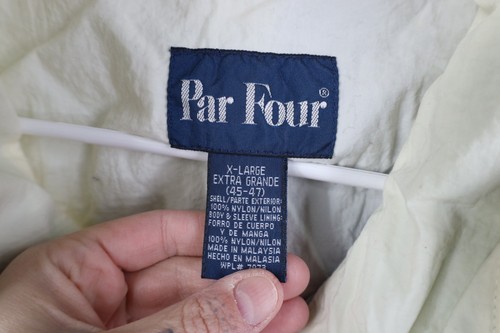 Par Four®
X-LARGE
EXTRA GRANDE
(45-47)
SHELL/PARTE EXTERIOR:
100% NYLON/NILON
BODY & SLEEVE LINING:
FORRO DE CUERPO
Y DE MANGA
100% NYLON/NILON
MADE IN MALAYSIA
HECHO EN MALASIA
WPL#